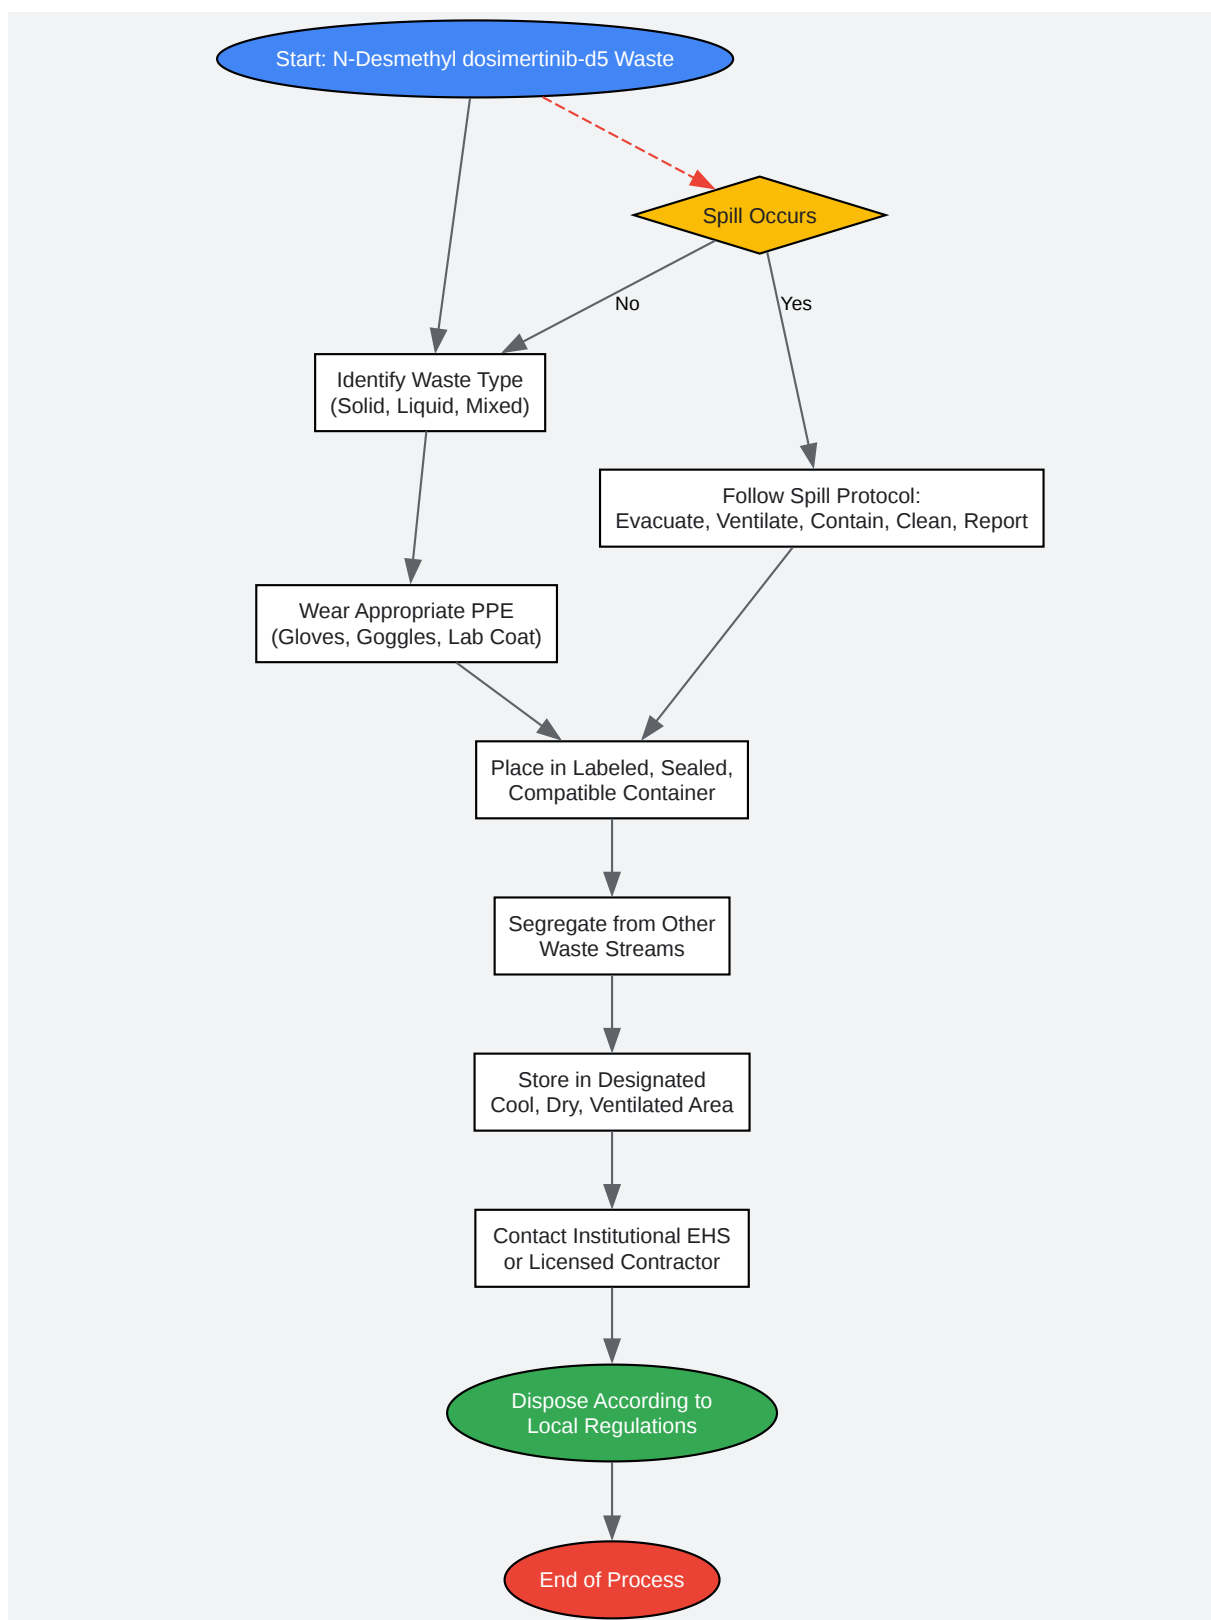 Start: N-Desmethyl dosimertinib-d5 Waste
Spill Occurs
No
Yes
Identify Waste Type
(Solid, Liquid, Mixed)
Follow Spill Protocol:
Evacuate, Ventilate, Contain, Clean, Report
Wear Appropriate PPE
(Gloves, Goggles, Lab Coat)
Place in Labeled, Sealed,
Compatible Container
Segregate from Other
Waste Streams
Store in Designated
Cool, Dry, Ventilated Area
Contact Institutional EHS
or Licensed Contractor
Dispose According to
Local Regulations
End of Process